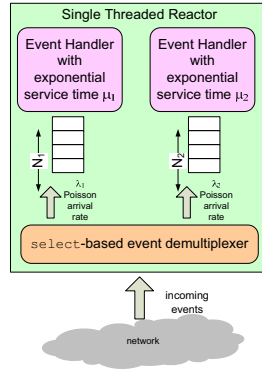 Single Threaded Reactor
Event Handler
with
exponential
service time μ1
Event Handler
with
exponential
service time μ2
N1
N2
λ1
Poisson
arrival
rate
λ2
Poisson
arrival
rate
select-based event demultiplexer
incoming
events
network